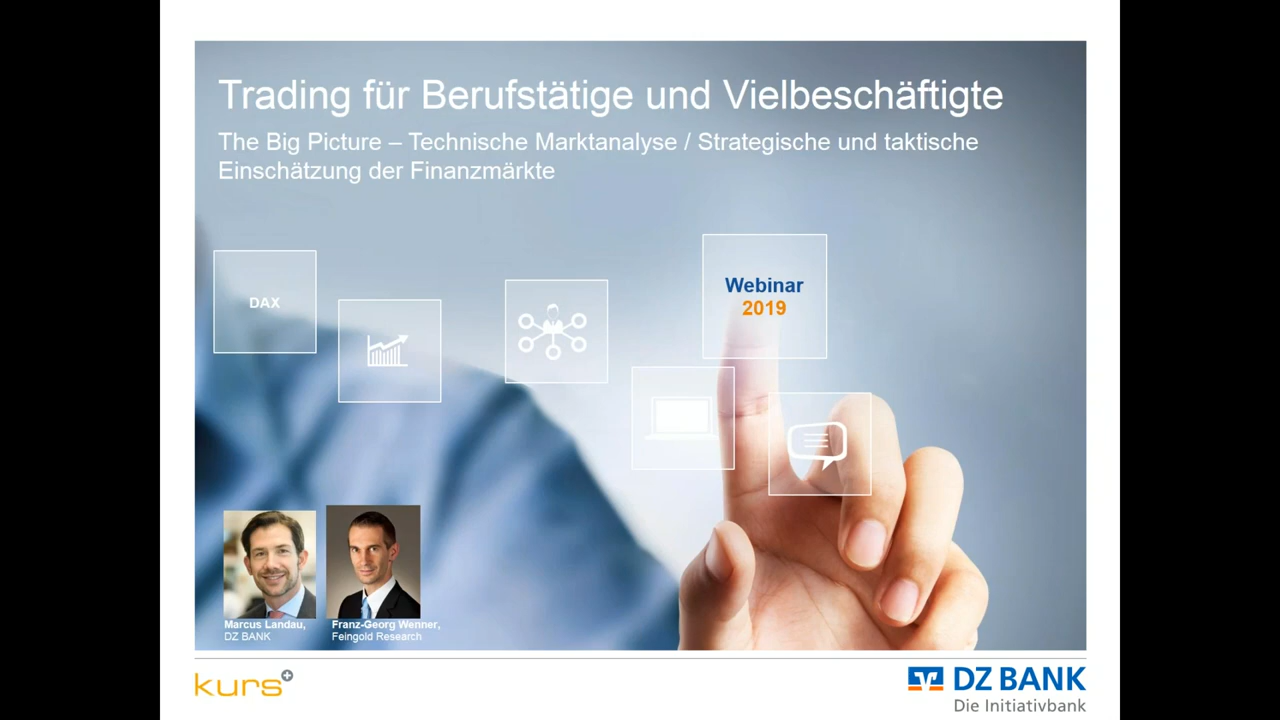 Trading für Berufstätige und Vielbeschäftigte
The Big Picture – Technische Marktanalyse / Strategische und taktische
Einschätzung der Finanzmärkte
DAX
Webinar
2019
Marcus Landau,
DZ BANK
Franz-Georg Wenner,
Feingold Research
kurs+
DZ BANK
Die Initiativbank